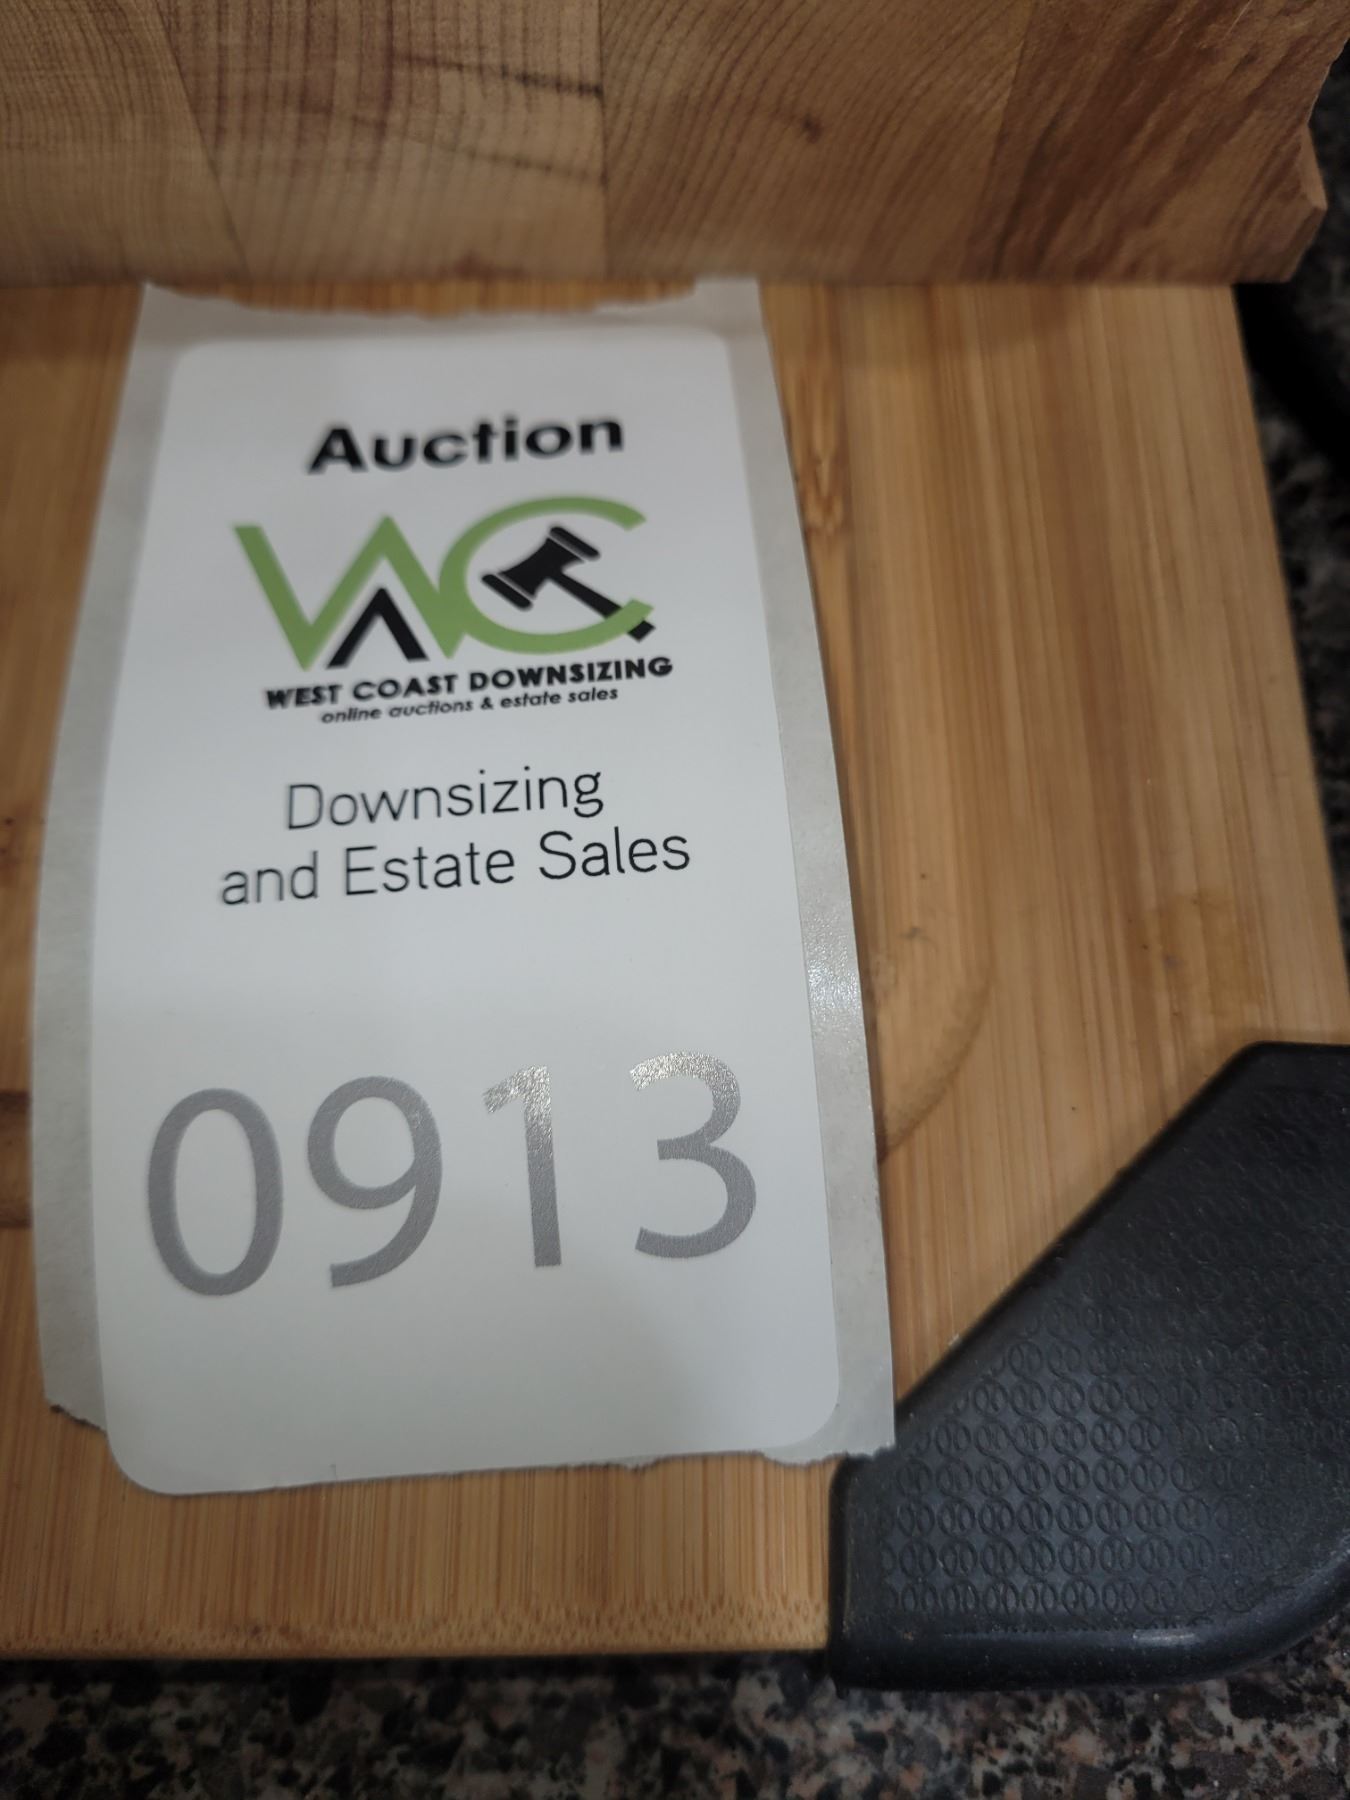 Auction
WC
WEST COAST DOWNSIZING
online auctions & estate sales
Downsizing
and Estate Sales
0913